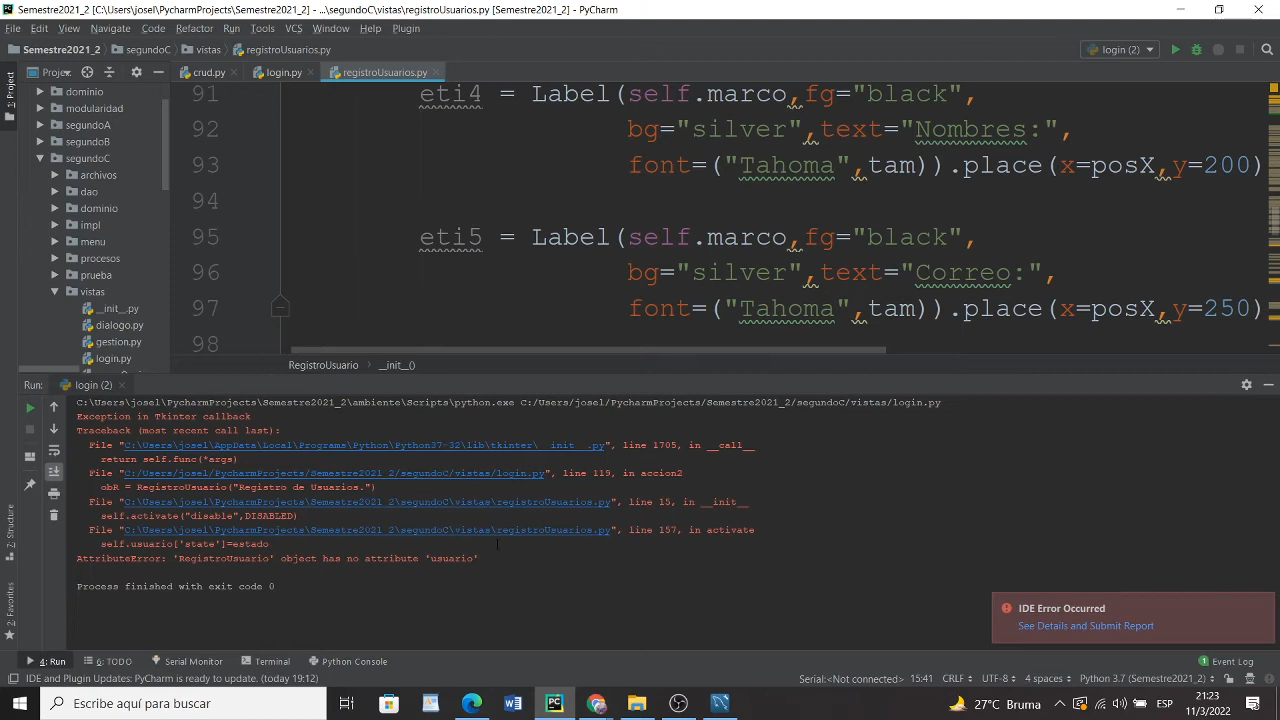 Semestre2021_2 [C:\Users\josel\PycharmProjects\Semestre2021_2] - ...\segundoC\vistas\registroUsuarios.py [Semestre2021_2] - PyCharm
File Edit View Navigate Code Refactor Run Tools VCS Window Help Plugin
Semestre2021_2 segundoC vistas registroUsuarios.py login (2)
1: Project
Projec
crud.py login.py registroUsuarios.py
dominio
modularidad
segundoA
segundoB
segundoC
archivos
dao
dominio
impl
menu
procesos
prueba
vistas
__init__.py
dialogo.py
gestion.py
login.py
91 eti4 = Label(self.marco,fg="black",
92 bg="silver",text="Nombres:",
93 font=("Tahoma",tam)).place(x=posX,y=200)
94
95 eti5 = Label(self.marco,fg="black",
96 bg="silver",text="Correo:",
97 font=("Tahoma",tam)).place(x=posX,y=250)
98
RegistroUsuario __init__()
Run: login (2)
C:\Users\josel\PycharmProjects\Semestre2021_2\ambiente\Scripts\python.exe C:/Users/josel/PycharmProjects/Semestre2021_2/segundoC/vistas/login.py
Exception in Tkinter callback
Traceback (most recent call last):
File "C:\Users\josel\AppData\Local\Programs\Python\Python37-32\lib\tkinter\__init__.py", line 1705, in __call__
return self.func(*args)
File "C:/Users/josel/PycharmProjects/Semestre2021_2/segundoC/vistas/login.py", line 115, in accion2
obR = RegistroUsuario("Registro de Usuarios.")
File "C:\Users\josel\PycharmProjects\Semestre2021_2\segundoC\vistas\registroUsuarios.py", line 15, in __init__
self.activate("disable",DISABLED)
File "C:\Users\josel\PycharmProjects\Semestre2021_2\segundoC\vistas\registroUsuarios.py", line 157, in activate
self.usuario['state']=estado
AttributeError: 'RegistroUsuario' object has no attribute 'usuario'
Process finished with exit code 0
7: Structure
2: Favorites
IDE Error Occurred
See Details and Submit Report
4: Run 6: TODO Serial Monitor Terminal Python Console 1 Event Log
IDE and Plugin Updates: PyCharm is ready to update. (today 19:12) Serial:<Not connected> 15:41 CRLF UTF-8 4 spaces Python 3.7 (Semestre2021_2)
Escribe aquí para buscar
27°C Bruma
ESP
21:23
11/3/2022